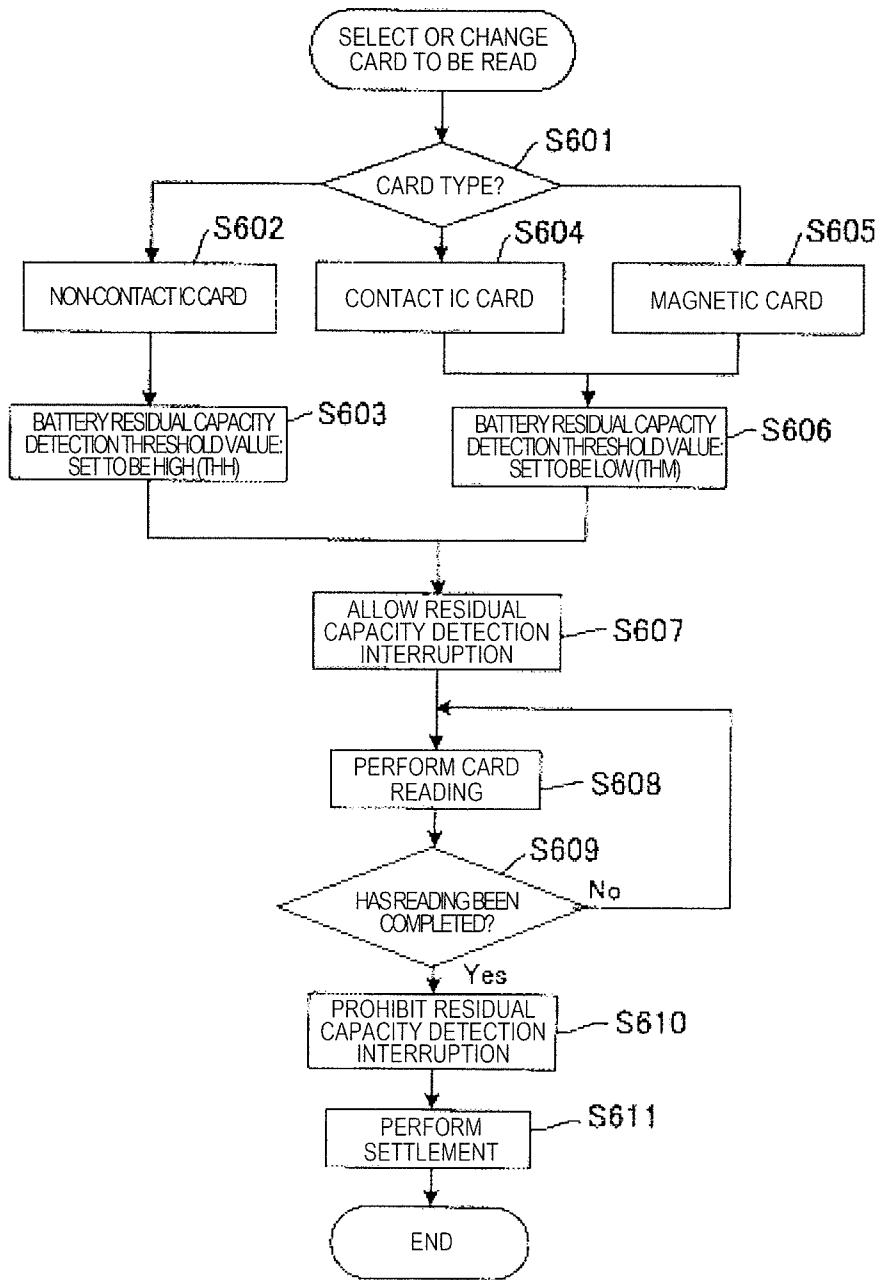 SELECT OR CHANGE
CARD TO BE READ
S601
CARD TYPE?
S602
S604
S605
NON-CONTACT IC CARD
CONTACT IC CARD
MAGNETIC CARD
S603
BATTERY RESIDUAL CAPACITY
DETECTION THRESHOLD VALUE:
SET TO BE HIGH (THH)
S606
BATTERY RESIDUAL CAPACITY
DETECTION THRESHOLD VALUE:
SET TO BE LOW (THM)
ALLOW RESIDUAL
CAPACITY DETECTION
INTERRUPTION
S607
PERFORM CARD
READING
S608
S609
HAS READING BEEN
COMPLETED?
No
Yes
PROHIBIT RESIDUAL
CAPACITY DETECTION
INTERRUPTION
S610
PERFORM
SETTLEMENT
S611
END